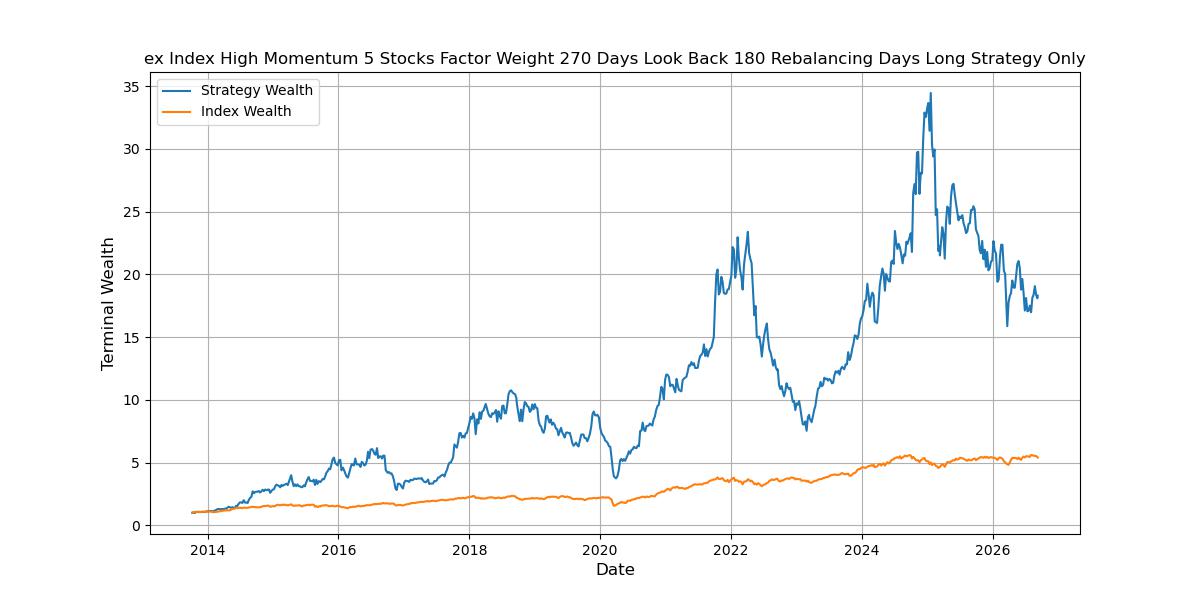 ex Index High Momentum 5 Stocks Factor Weight 270 Days Look Back 180 Rebalancing Days Long Strategy Only
Strategy Wealth
Index Wealth
Terminal Wealth
35
30
25
20
15
10
5
0
2014 2016 2018 2020 2022 2024 2026
Date